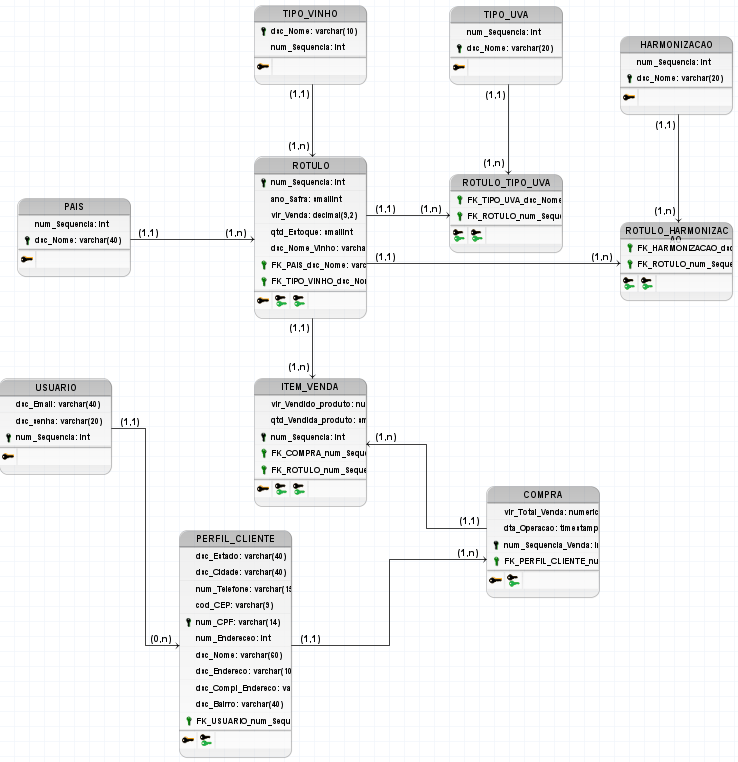 TIPO_VINHO
dsc_Nome: varchar(10)
num_Sequencia: int
TIPO_UVA
num_Sequencia: int
dsc_Nome: varchar(20)
HARMONIZACAO
num_Sequencia: int
dsc_Nome: varchar(20)
(1,1)
(1,1)
(1,1)
(1,n)
(1,n)
(1,n)
ROTULO
num_Sequencia: int
ano_Safra: smallint
vlr_Venda: decimal(9,2)
qtd_Estoque: smallint
dsc_Nome_Vinho: varcha
FK_PAIS_dsc_Nome: varc
FK_TIPO_VINHO_dsc_No
ROTULO_TIPO_UVA
FK_TIPO_UVA_dsc_Nome
FK_ROTULO_num_Sequ
ROTULO_HARMONIZAC
AO
FK_HARMONIZACAO_dsc
FK_ROTULO_num_Seque
PAIS
num_Sequencia: int
dsc_Nome: varchar(40)
(1,1)
(1,n)
(1,1)
(1,n)
(1,1)
(1,n)
(1,1)
(1,n)
USUARIO
dsc_Email: varchar(40)
dsc_senha: varchar(20)
num_Sequencia: int
(1,1)
ITEM_VENDA
vlr_Vendido_produto: nu
qtd_Vendida_produto: sm
num_Sequencia: int
FK_COMPRA_num_Sequ
FK_ROTULO_num_Seque
(1,n)
(1,1)
COMPRA
vlr_Total_Venda: numeric
dta_Operacao: timestamp
num_Sequencia_Venda: i
FK_PERFIL_CLIENTE_nu
(1,n)
PERFIL_CLIENTE
dsc_Estado: varchar(40)
dsc_Cidade: varchar(40)
num_Telefone: varchar(15
cod_CEP: varchar(9)
num_CPF: varchar(14)
num_Endereceo: int
dsc_Nome: varchar(60)
dsc_Endereco: varchar(10
dsc_Compl_Endereco: va
dsc_Bairro: varchar(40)
FK_USUARIO_num_Sequ
(0,n)
(1,1)